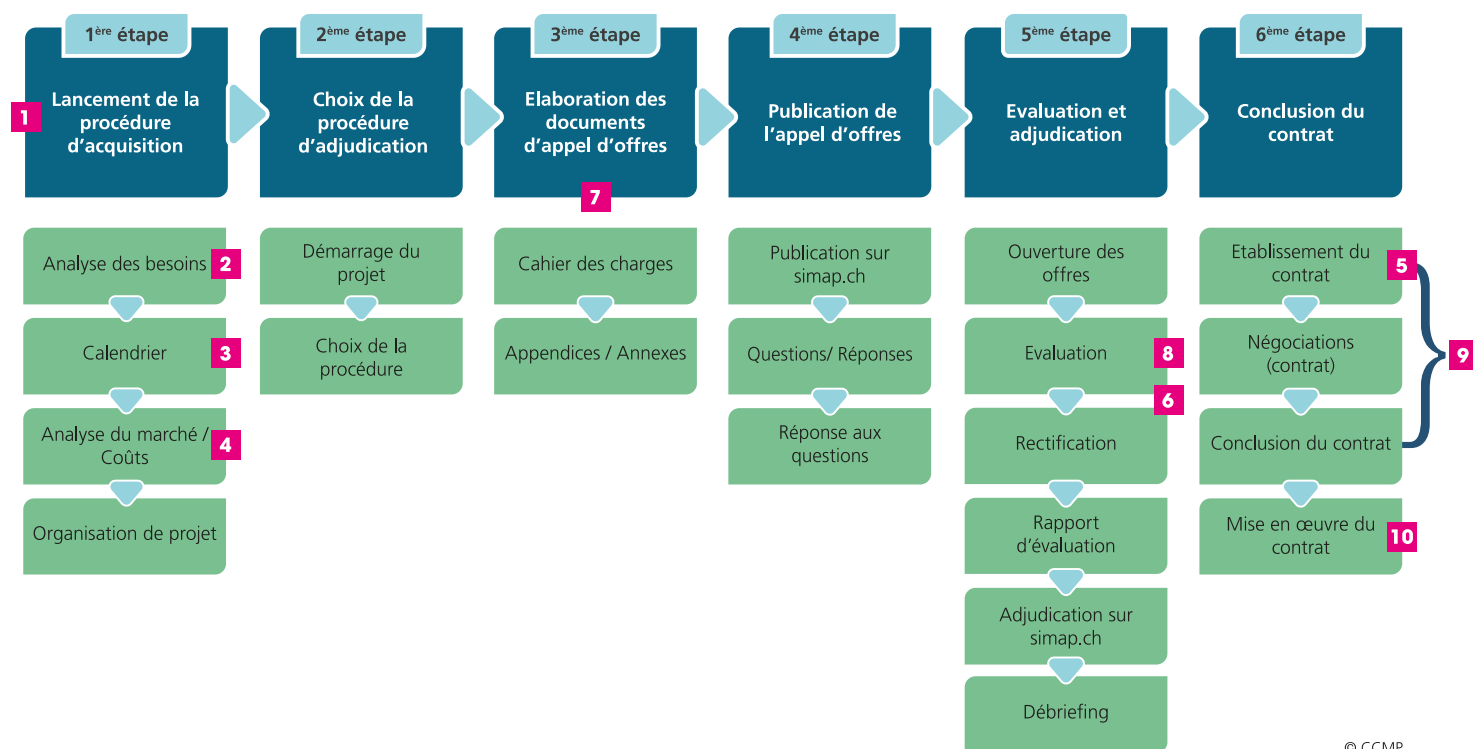 1ère étape
2ème étape
3ème étape
4ème étape
5ème étape
6ème étape
1
Lancement de la
procédure
d'acquisition
Choix de la
procédure
d'adjudication
Elaboration des
documents
d'appel d'offres
7
Publication de
l'appel d'offres
Evaluation et
adjudication
Conclusion du
contrat
Analyse des besoins 2
Calendrier 3
Analyse du marché / 4
Coûts
Organisation de projet
Démarrage du
projet
Choix de la
procédure
Cahier des charges
Appendices / Annexes
Publication sur
simap.ch
Questions/ Réponses
Réponse aux
questions
Ouverture des
offres
Evaluation 8
6
Rectification
Rapport
d'évaluation
Adjudication sur
simap.ch
Débriefing
Etablissement du
contrat 5
Négociations
(contrat)
9
Conclusion du contrat
Mise en œuvre du
contrat 10
© CCMP